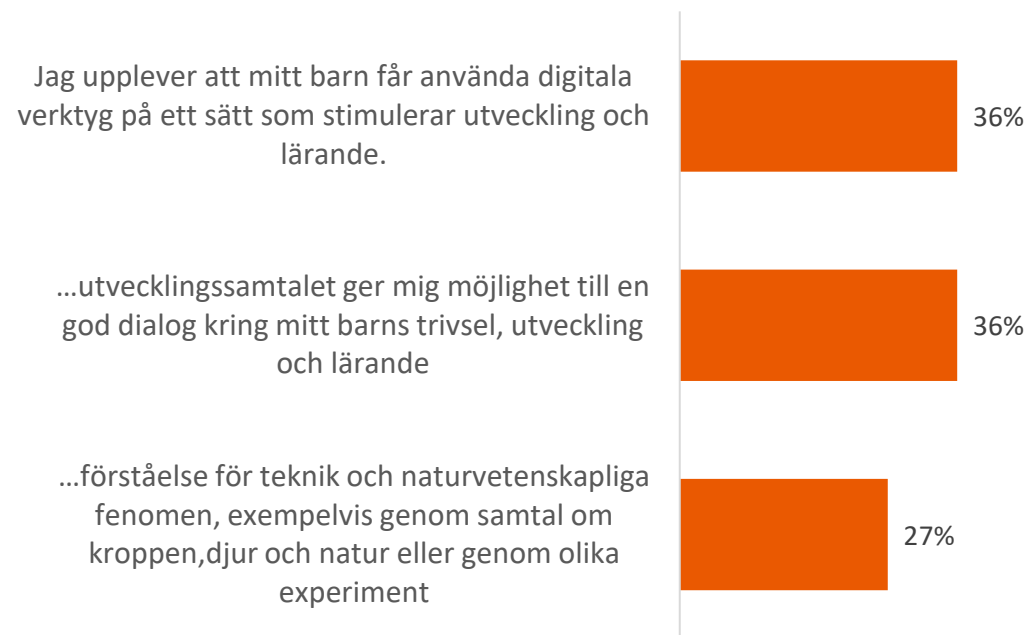 Jag upplever att mitt barn får använda digitala
verktyg på ett sätt som stimulerar utveckling och
lärande.
36%
...utvecklingssamtalet ger mig möjlighet till en
god dialog kring mitt barns trivsel, utveckling
och lärande
36%
...förståelse för teknik och naturvetenskapliga
fenomen, exempelvis genom samtal om
kroppen,djur och natur eller genom olika
experiment
27%